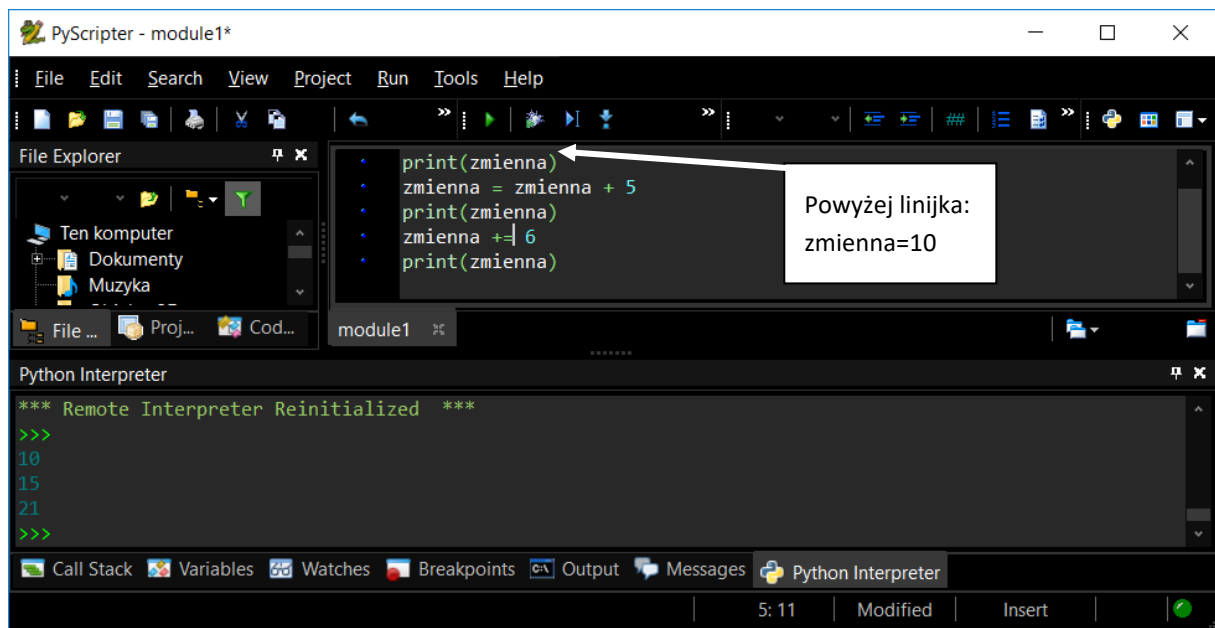 PyScripter - module1*
File Edit Search View Project Run Tools Help
» » ## »
File Explorer
Ten komputer
Dokumenty
Muzyka
File ... Proj... Cod...
print(zmienna)
zmienna = zmienna + 5
print(zmienna)
zmienna += 6
print(zmienna)
Powyżej linijka:
zmienna=10
module1
Python Interpreter
*** Remote Interpreter Reinitialized ***
>>>
10
15
21
>>>
Call Stack Variables Watches Breakpoints Output Messages Python Interpreter
5: 11 Modified Insert